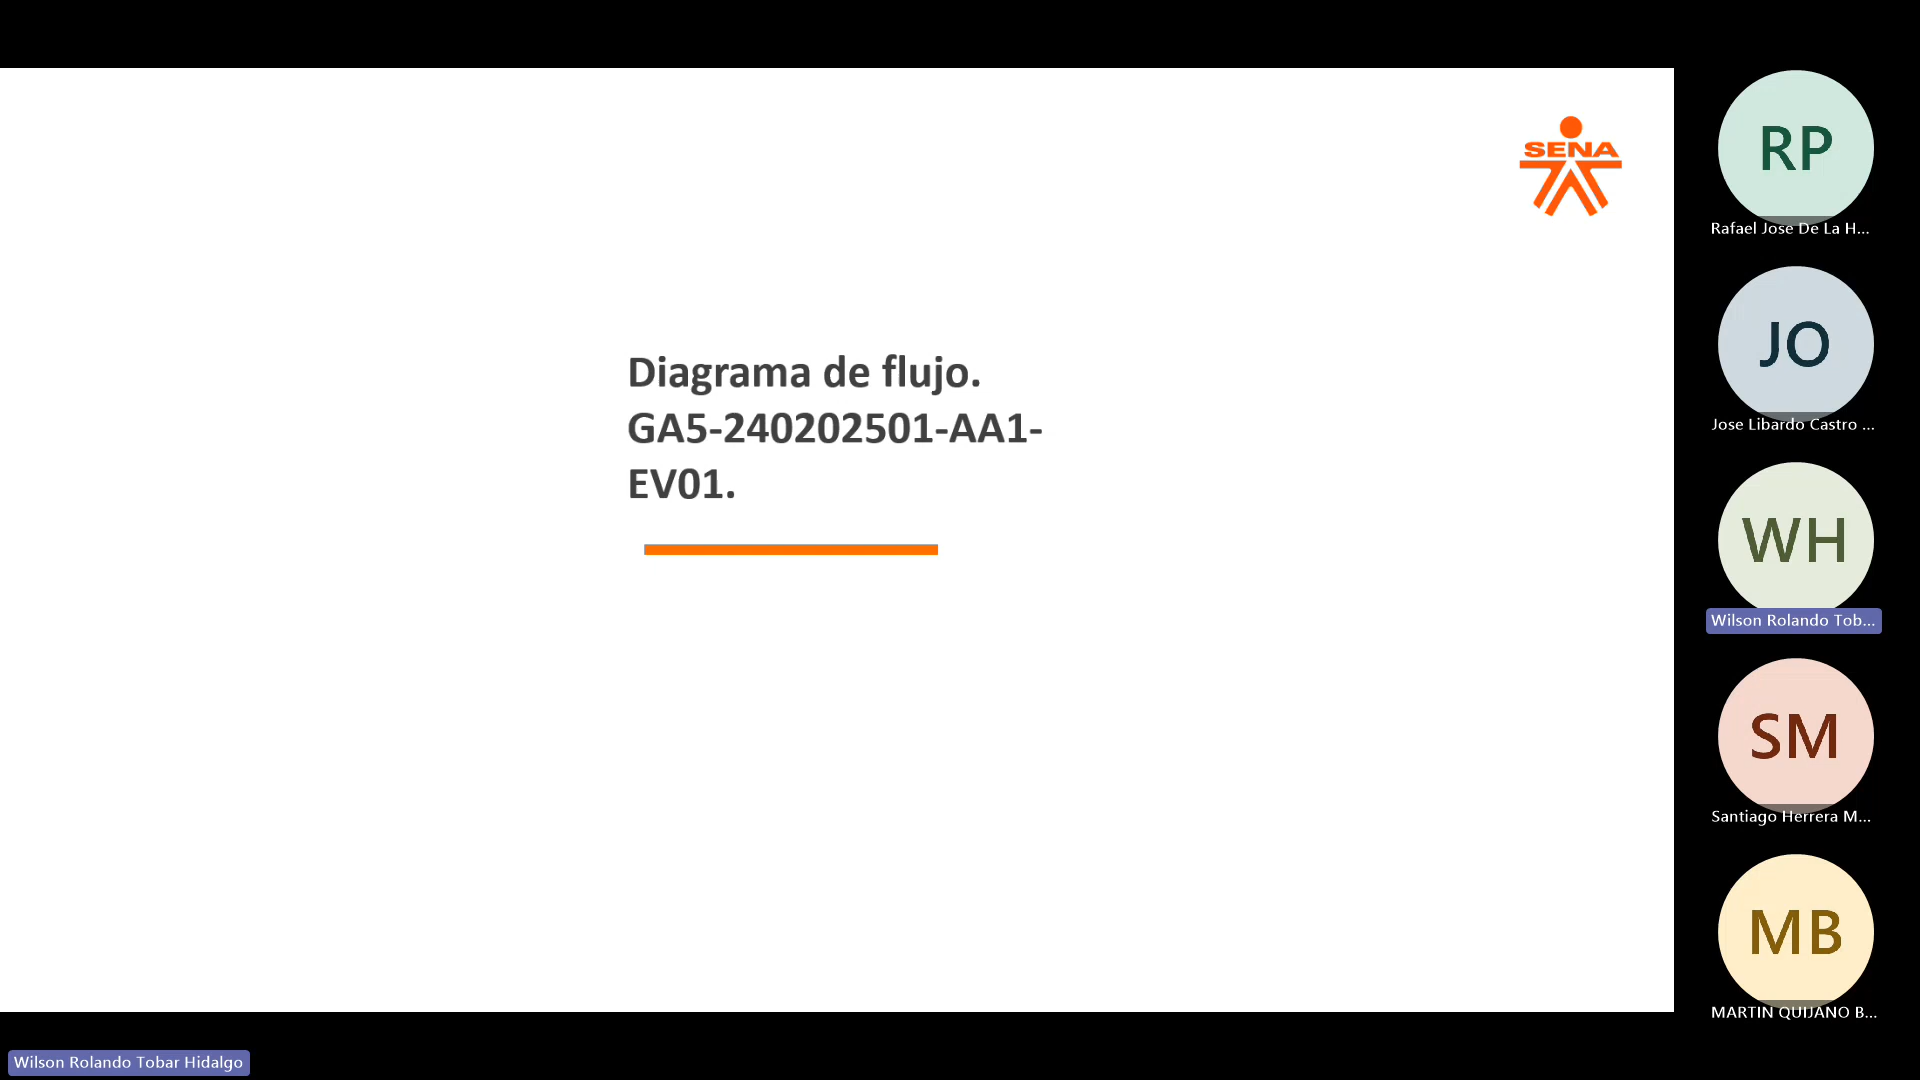 SENA
Diagrama de flujo.
GA5-240202501-AA1-
EV01.
RP
Rafael Jose De La H...
JO
Jose Libardo Castro ...
WH
Wilson Rolando Tob...
SM
Santiago Herrera M...
MB
MARTIN QUIJANO B...
Wilson Rolando Tobar Hidalgo